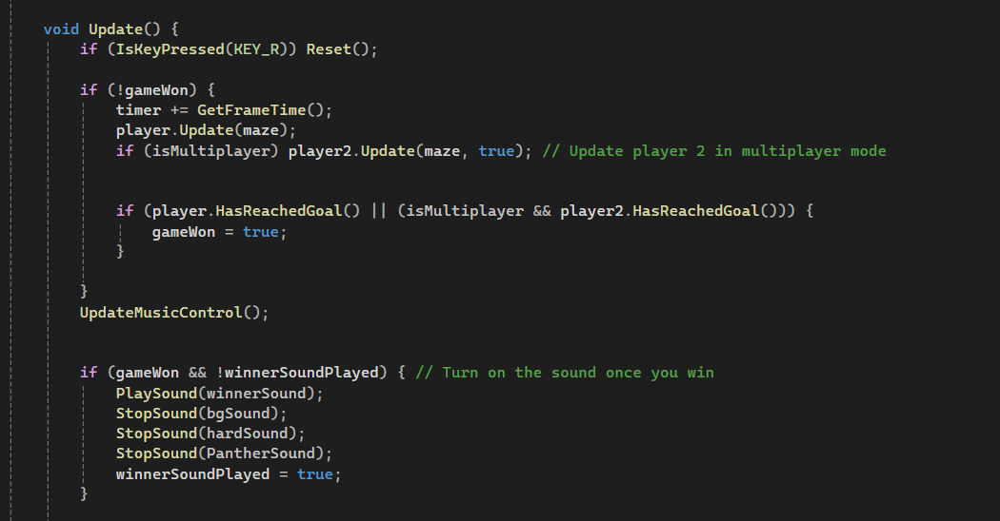 void Update() {
if (IsKeyPressed(KEY_R)) Reset();
if (!gameWon) {
timer += GetFrameTime();
player.Update(maze);
if (isMultiplayer) player2.Update(maze, true); // Update player 2 in multiplayer mode
if (player.HasReachedGoal() || (isMultiplayer && player2.HasReachedGoal())) {
gameWon = true;
}
}
UpdateMusicControl();
if (gameWon && !winnerSoundPlayed) { // Turn on the sound once you win
PlaySound(winnerSound);
StopSound(bgSound);
StopSound(hardSound);
StopSound(PantherSound);
winnerSoundPlayed = true;
}